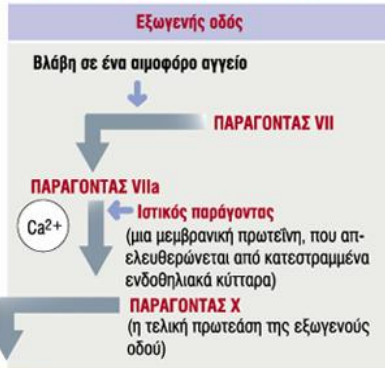 Εξωγενής οδός
Βλάβη σε ένα αιμοφόρο αγγείο
ΠΑΡΑΓΟΝΤΑΣ VII
ΠΑΡΑΓΟΝΤΑΣ VIIa
Ca2+
Ιστικός παράγοντας
(μια μεμβρανική πρωτεΐνη, που απ-
ελευθερώνεται από κατεστραμμένα
ενδοθηλιακά κύτταρα)
ΠΑΡΑΓΟΝΤΑΣ X
(η τελική πρωτεάση της εξωγενούς
οδού)